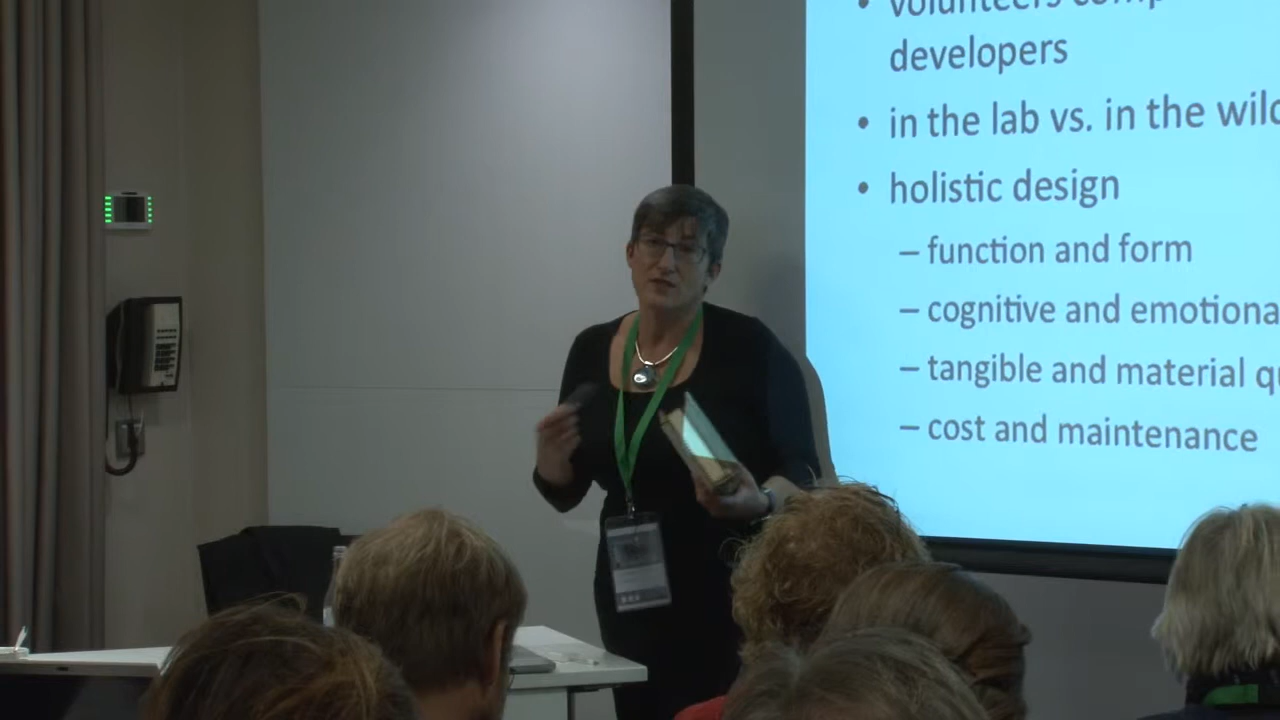 • volunteers
developers
• in the lab vs. in the
• holistic design
– function and form
– cognitive and
– tangible and material
– cost and maintenance